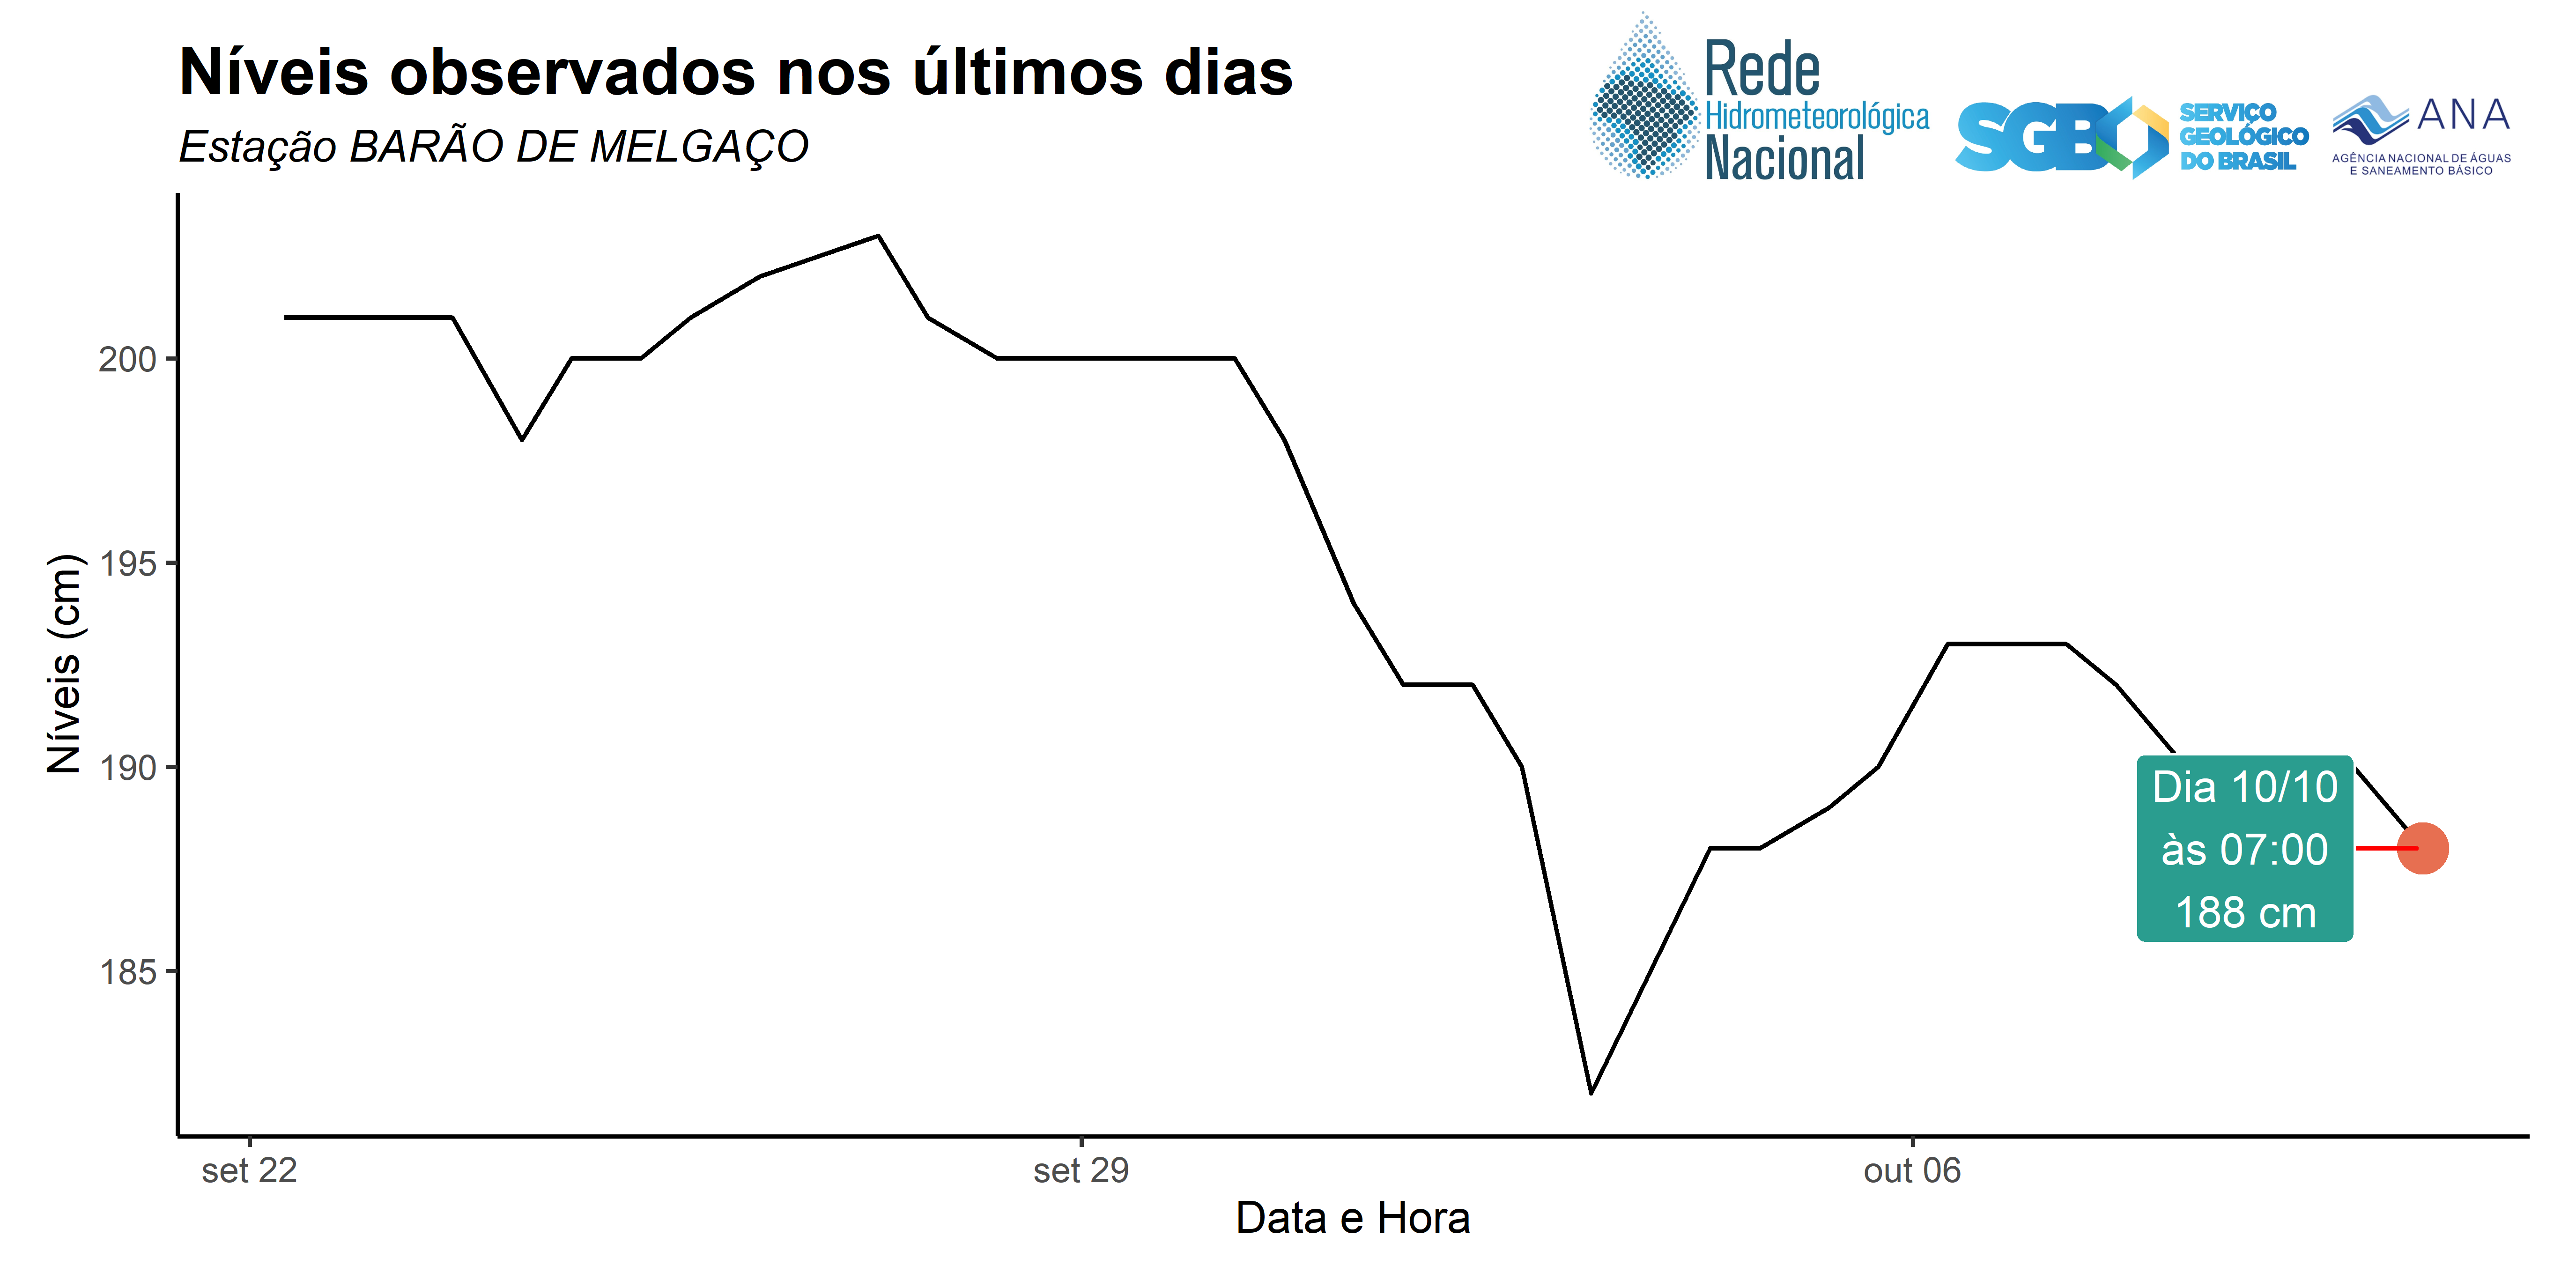 Níveis observados nos últimos dias
Estação BARÃO DE MELGAÇO
Rede
Hidrometeorológica
Nacional
SGB
SERVIÇO
GEOLÓGICO
DO BRASIL
ANA
AGÊNCIA NACIONAL DE ÁGUAS
E SANEAMENTO BÁSICO
Níveis (cm)
200
195
190
185
Dia 10/10
às 07:00
188 cm
set 22
set 29
out 06
Data e Hora